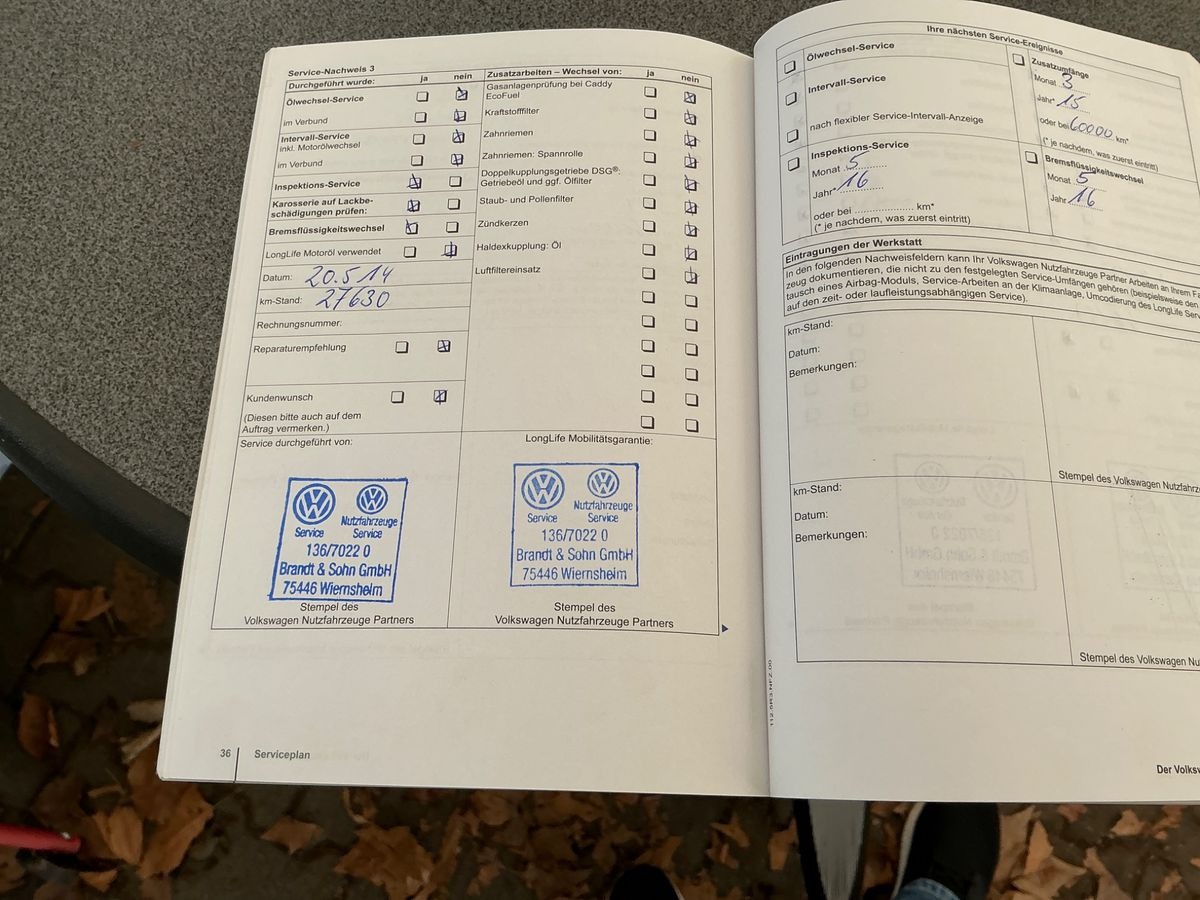 Service-Nachweis 3
Durchgeführt wurde: ja nein
Ölwechsel-Service
im Verbund
Intervall-Service
inkl. Motorölwechsel
im Verbund
Inspektions-Service
Karosserie auf Lackbe-
schädigungen prüfen:
Bremsflüssigkeitswechsel
LongLife Motoröl verwendet
Datum: 20.5.14
km-Stand: 27630
Rechnungsnummer:
Reparaturempfehlung
Kundenwunsch
(Diesen bitte auch auf dem
Auftrag vermerken.)
Zusatzarbeiten – Wechsel von: ja nein
Gasanlagenprüfung bei Caddy
EcoFuel
Kraftstofffilter
Zahnriemen
Zahnriemen: Spannrolle
Doppelkupplungsgetriebe DSG®:
Getriebeöl und ggf. Ölfilter
Staub- und Pollenfilter
Zündkerzen
Haldexkupplung: Öl
Luftfiltereinsatz
Service durchgeführt von:
Service
Nutzfahrzeuge
Service
136/7022 0
Brandt & Sohn GmbH
75446 Wiernsheim
Stempel des
Volkswagen Nutzfahrzeuge Partners
LongLife Mobilitätsgarantie:
Service
Nutzfahrzeuge
Service
136/7022 0
Brandt & Sohn GmbH
75446 Wiernsheim
Stempel des
Volkswagen Nutzfahrzeuge Partners
36 Serviceplan
Ihre nächsten Service-Ereignisse
Ölwechsel-Service
Intervall-Service
nach flexibler Service-Intervall-Anzeige
Inspektions-Service
Monat 5
Jahr* 16
oder bei .................. km*
(* je nachdem, was zuerst eintritt)
Zusatzumfänge
Monat 3
Jahr* 15
oder bei 60000 km*
(* je nachdem, was zuerst eintritt)
Bremsflüssigkeitswechsel
Monat 5
Jahr 16
Eintragungen der Werkstatt
In den folgenden Nachweisfeldern kann Ihr Volkswagen Nutzfahrzeuge Partner Arbeiten an Ihrem Fa
zeug dokumentieren, die nicht zu den festgelegten Service-Umfängen gehören (beispielsweise den
tausch eines Airbag-Moduls, Service-Arbeiten an der Klimaanlage, Umcodierung des LongLife Serv
auf den zeit- oder laufleistungsabhängigen Service).
km-Stand:
Datum:
Bemerkungen:
Stempel des Volkswagen Nutzfahrze
km-Stand:
Datum:
Bemerkungen:
Stempel des Volkswagen Nutzfahrz
Der Volksw